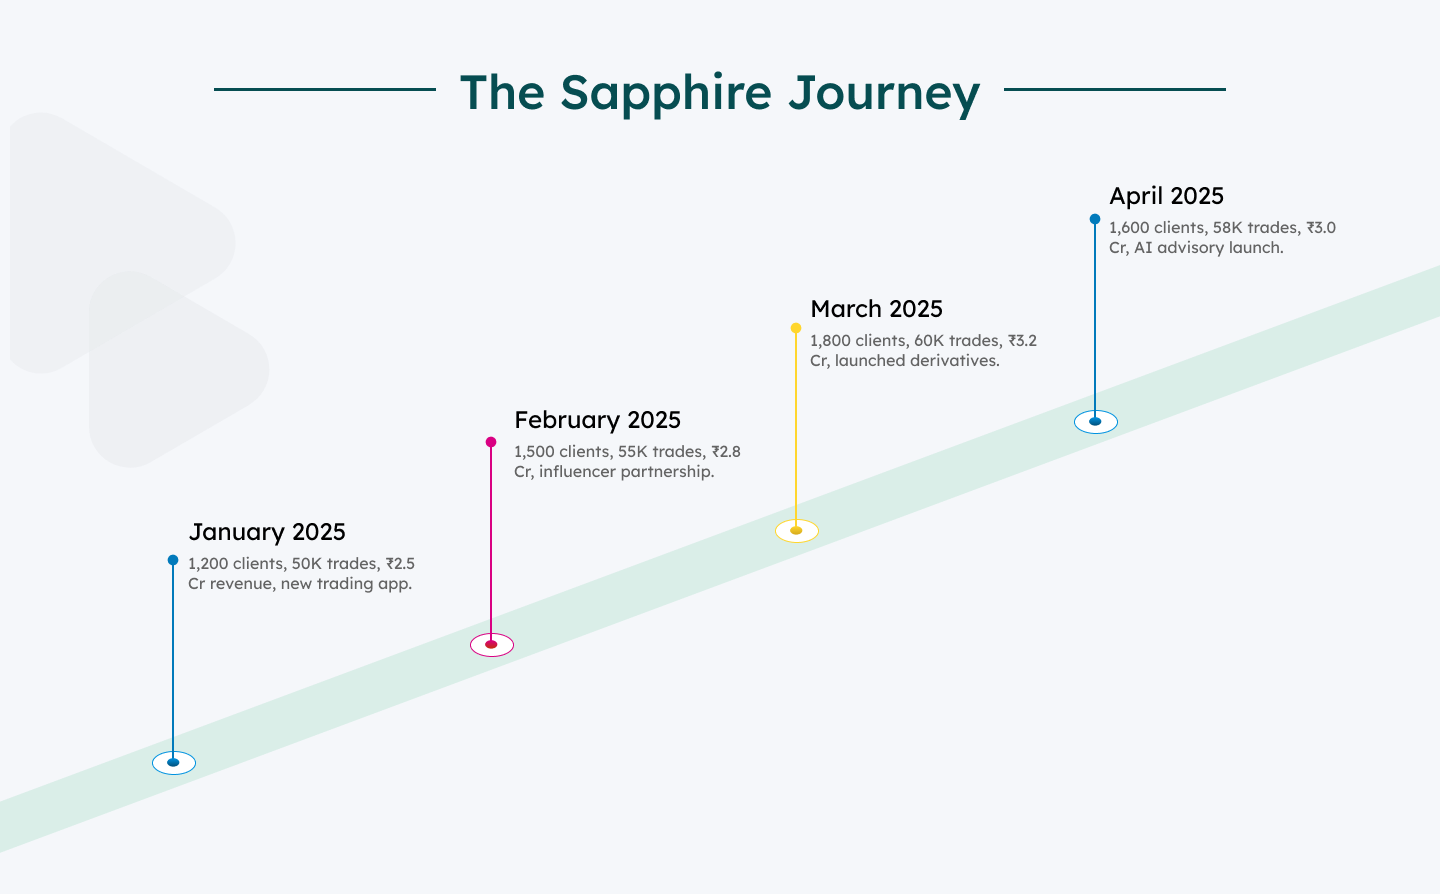 The Sapphire Journey
April 2025
1,600 clients, 58K trades, ₹3.0
Cr, AI advisory launch.
March 2025
1,800 clients, 60K trades, ₹3.2
Cr, launched derivatives.
February 2025
1,500 clients, 55K trades, ₹2.8
Cr, influencer partnership.
January 2025
1,200 clients, 50K trades, ₹2.5
Cr revenue, new trading app.